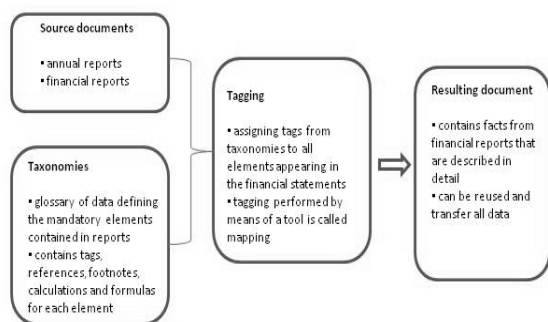 Source documents
▪ annual reports
▪ financial reports
Taxonomies
▪ glossary of data defining
the mandatory elements
contained in reports
▪ contains tags,
references, footnotes,
calculations and formulas
for each element
Tagging
▪ assigning tags from
taxonomies to all
elements appearing in
the financial statements
▪ tagging performed by
means of a tool is called
mapping
Resulting document
▪ contains facts from
financial reports that
are described in
detail
▪ can be reused and
transfer all data